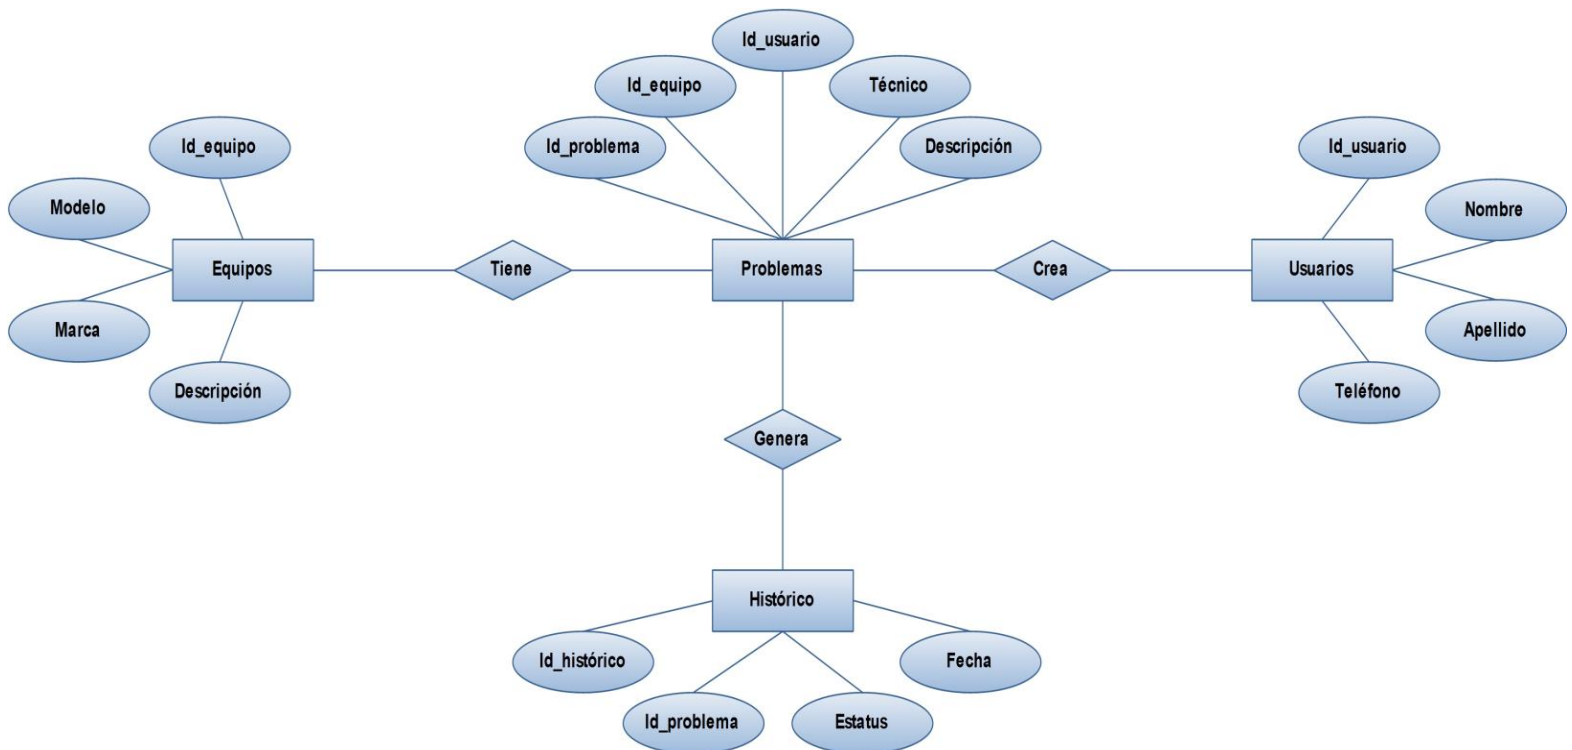 Id_usuario
Id_equipo
Técnico
Id_problema
Descripción
Id_equipo
Modelo
Marca
Descripción
Equipos
Tiene
Problemas
Crea
Usuarios
Id_usuario
Nombre
Apellido
Teléfono
Genera
Histórico
Id_histórico
Id_problema
Estatus
Fecha